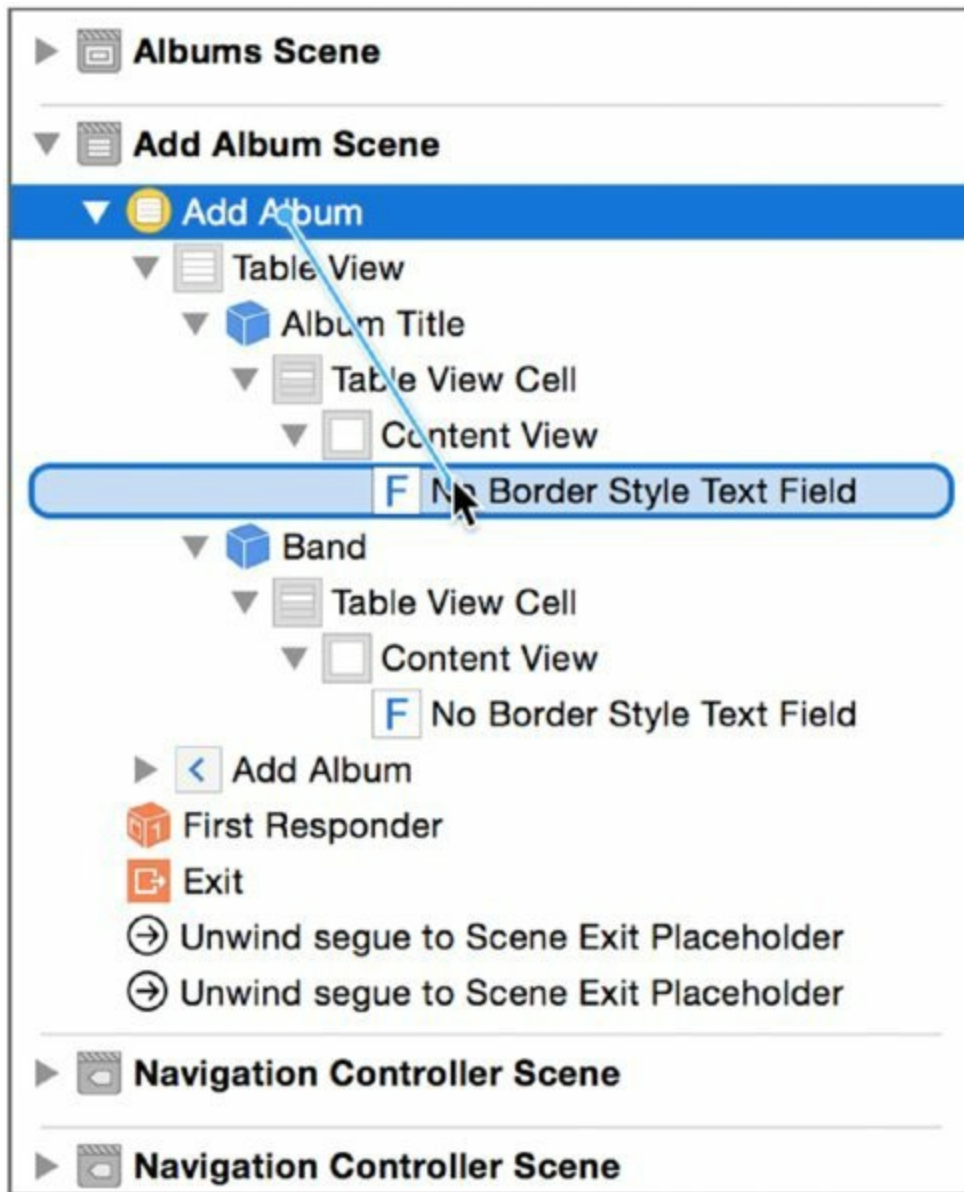 Albums Scene
Add Album Scene
Add Album
Table View
Album Title
Table View Cell
Content View
F No Border Style Text Field
Band
Table View Cell
Content View
F No Border Style Text Field
Add Album
First Responder
Exit
Unwind segue to Scene Exit Placeholder
Unwind segue to Scene Exit Placeholder
Navigation Controller Scene
Navigation Controller Scene